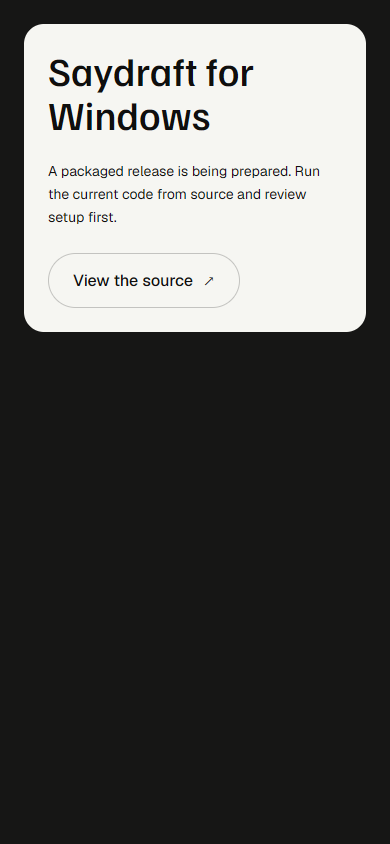 Saydraft for
Windows
A packaged release is being prepared. Run
the current code from source and review
setup first.
View the source ↗